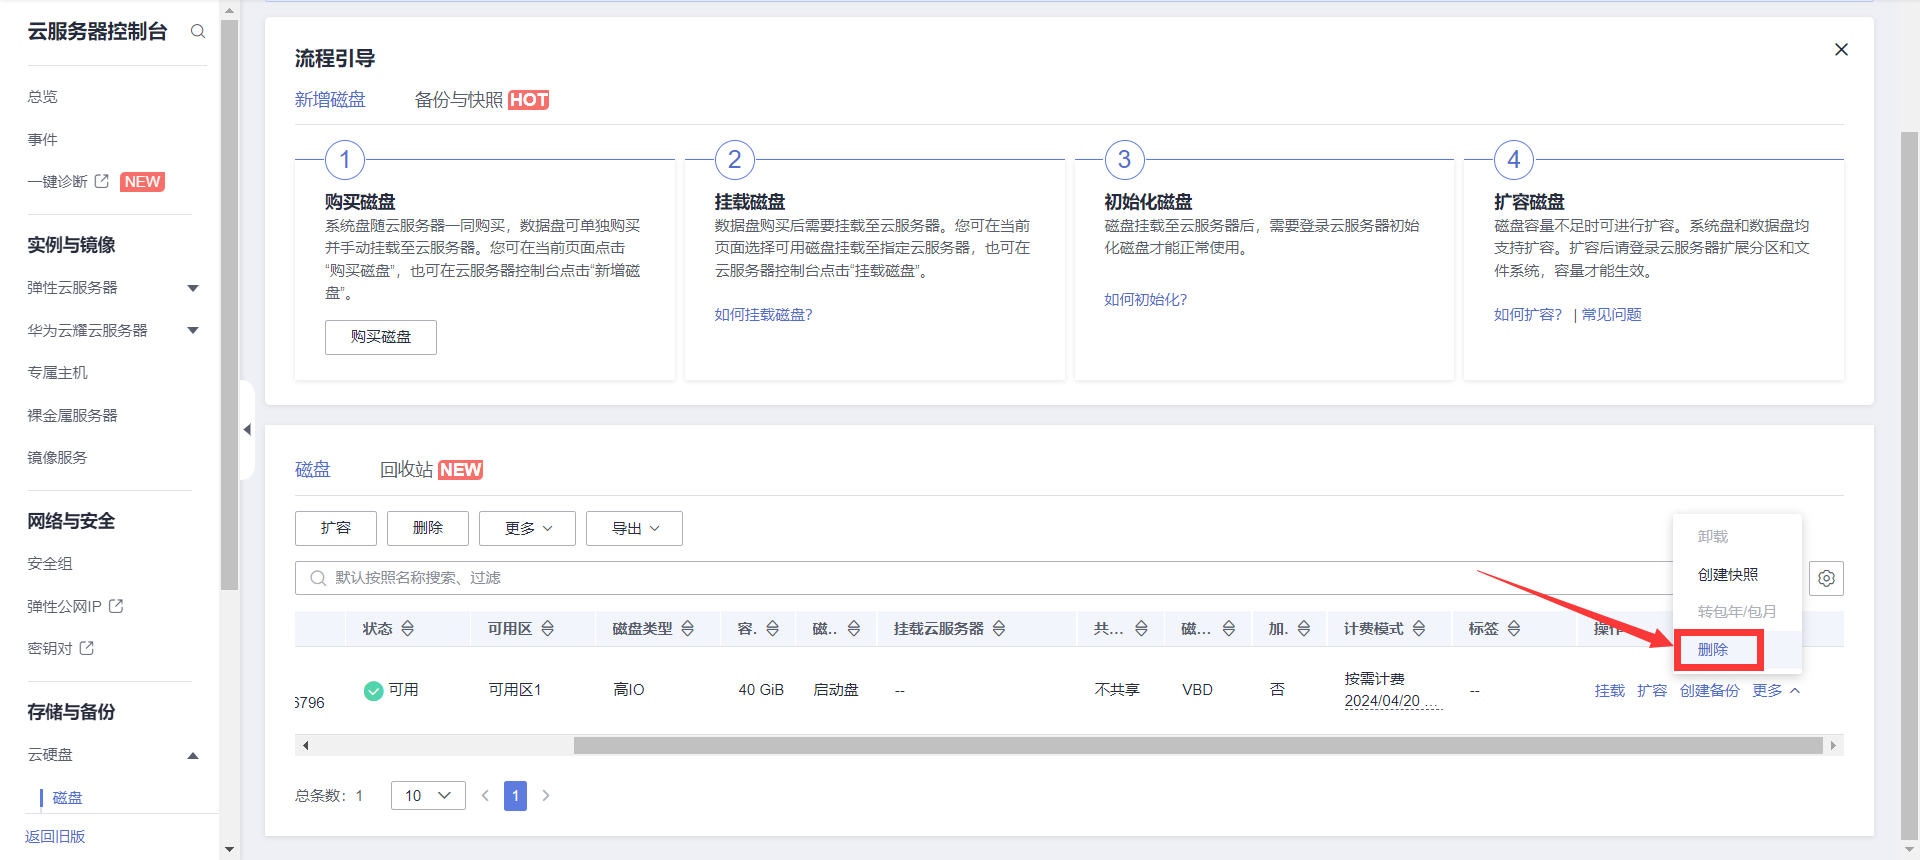 云服务器控制台
总览
事件
一键诊断 NEW
实例与镜像
弹性云服务器
华为云耀云服务器
专属主机
裸金属服务器
镜像服务
网络与安全
安全组
弹性公网IP
密钥对
存储与备份
云硬盘
磁盘
返回旧版
流程引导
新增磁盘 备份与快照 HOT
1
购买磁盘
系统盘随云服务器一同购买，数据盘可单独购买
并手动挂载至云服务器。您可在当前页面点击
“购买磁盘”，也可在云服务器控制台点击“新增磁
盘”。
购买磁盘
2
挂载磁盘
数据盘购买后需要挂载至云服务器。您可在当前
页面选择可用磁盘挂载至指定云服务器，也可在
云服务器控制台点击“挂载磁盘”。
如何挂载磁盘？
3
初始化磁盘
磁盘挂载至云服务器后，需要登录云服务器初始
化磁盘才能正常使用。
如何初始化？
4
扩容磁盘
磁盘容量不足时可进行扩容。系统盘和数据盘均
支持扩容。扩容后请登录云服务器扩展分区和文
件系统，容量才能生效。
如何扩容？ | 常见问题
磁盘 回收站 NEW
扩容 删除 更多 导出
默认按照名称搜索、过滤
卸载
创建快照
转包年/包月
删除
状态 可用区 磁盘类型 容. 磁.. 挂载云服务器 共... 磁... 加. 计费模式 标签 操作
6796 可用 可用区1 高IO 40 GiB 启动盘 -- 不共享 VBD 否 按需计费
2024/04/20 ... -- 挂载 扩容 创建备份 更多
总条数： 1 10 1